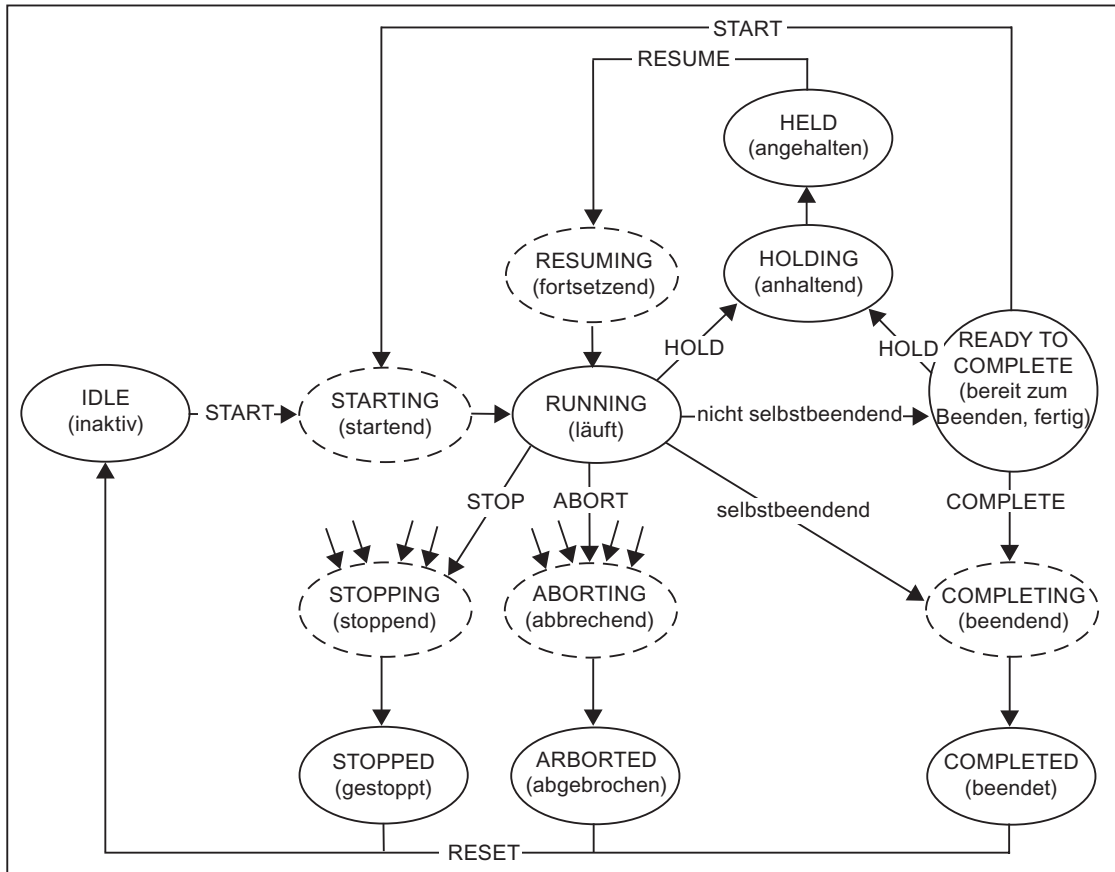 START
RESUME
HELD
(angehalten)
RESUMING
(fortsetzend)
HOLDING
(anhaltend)
HOLD
HOLD
READY TO
COMPLETE
(bereit zum
Beenden, fertig)
IDLE
(inaktiv)
START
STARTING
(startend)
RUNNING
(läuft)
nicht selbstbeendend
STOP
ABORT
selbstbeendend
COMPLETE
STOPPING
(stoppend)
ABORTING
(abbrechend)
COMPLETING
(beendend)
STOPPED
(gestoppt)
ARBORTED
(abgebrochen)
COMPLETED
(beendet)
RESET